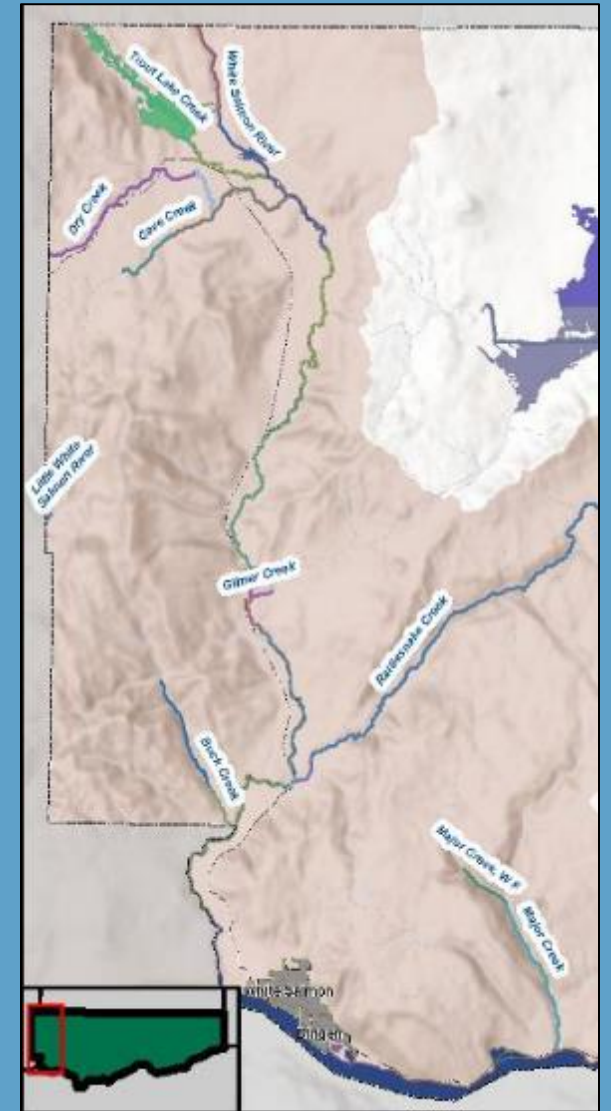 Trout Lake Creek
White Salmon River
Dry Creek
Cave Creek
Little White
Salmon River
Gilmer Creek
Rattlesnake Creek
Buck Creek
Major Creek, W F
Major Creek
White Salmon
Bingen